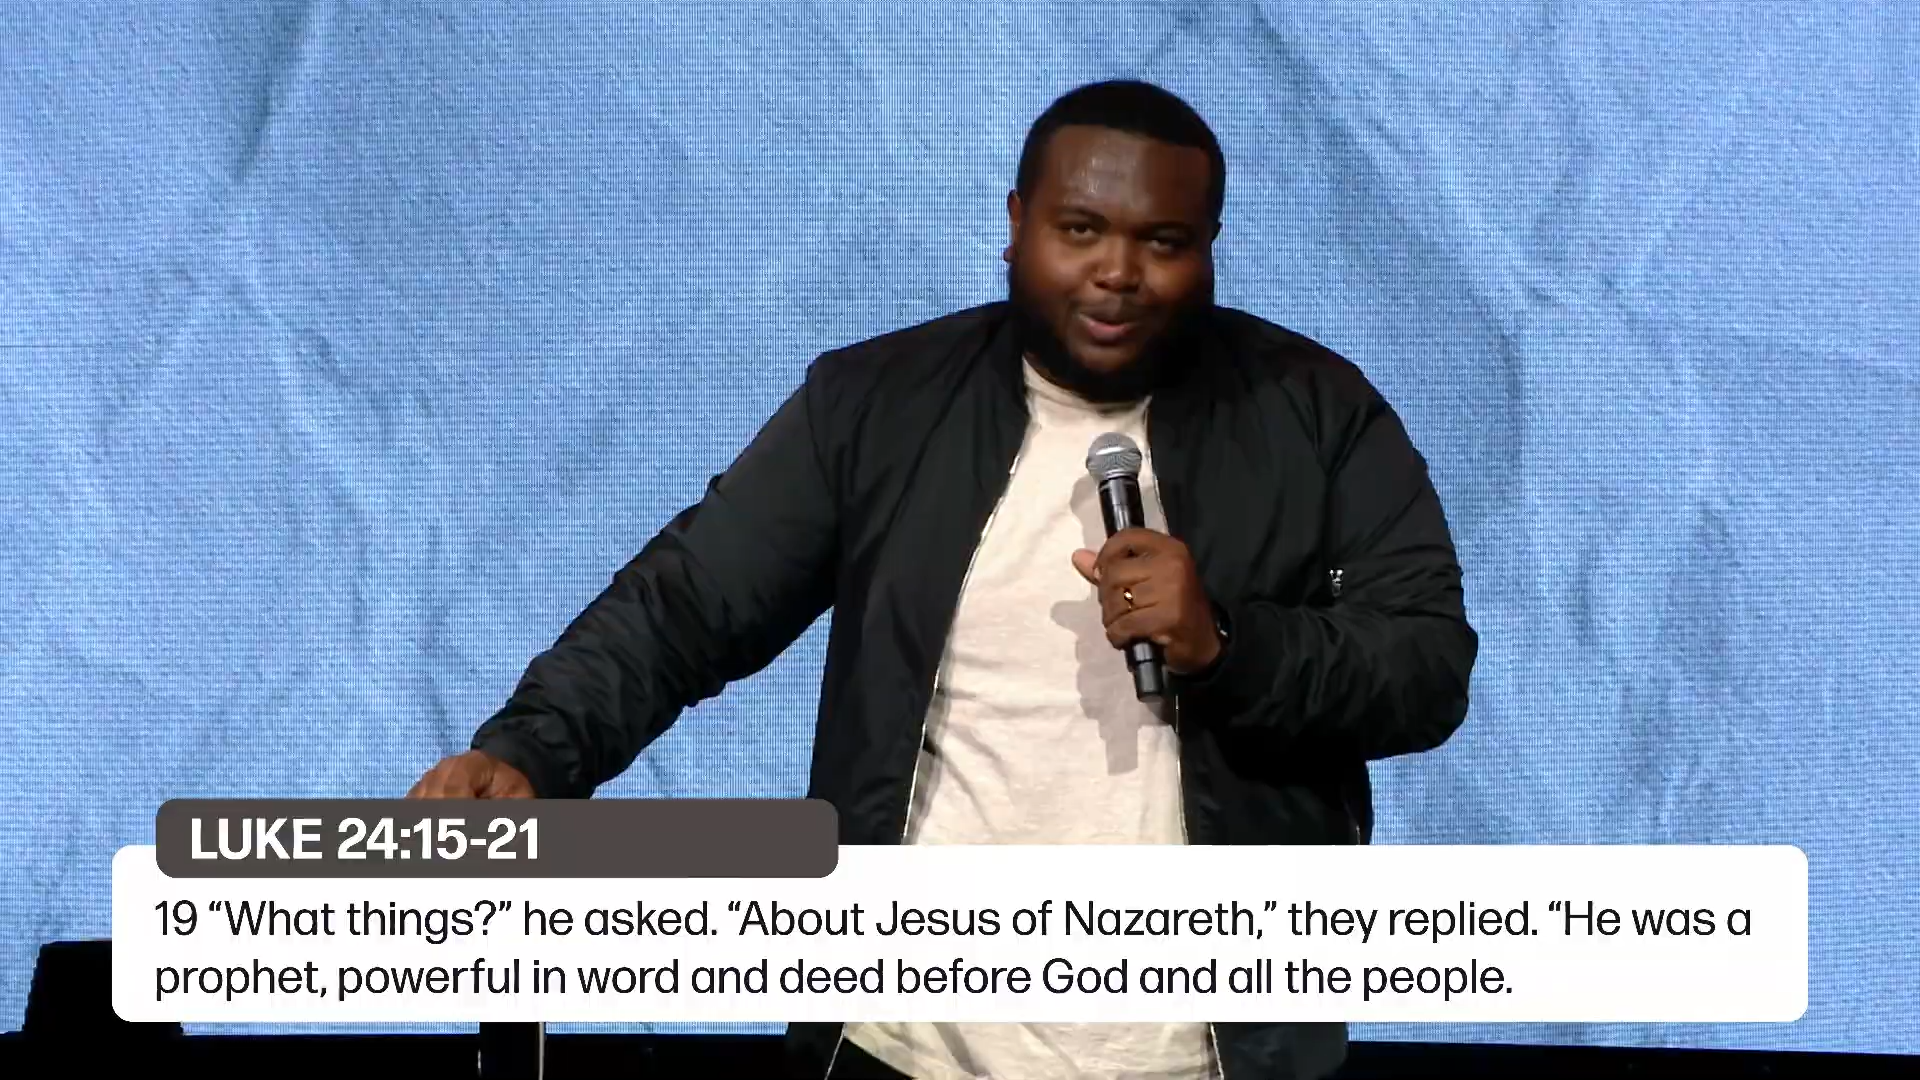 LUKE 24:15-21
19 “What things?” he asked. “About Jesus of Nazareth,” they replied. “He was a
prophet, powerful in word and deed before God and all the people.